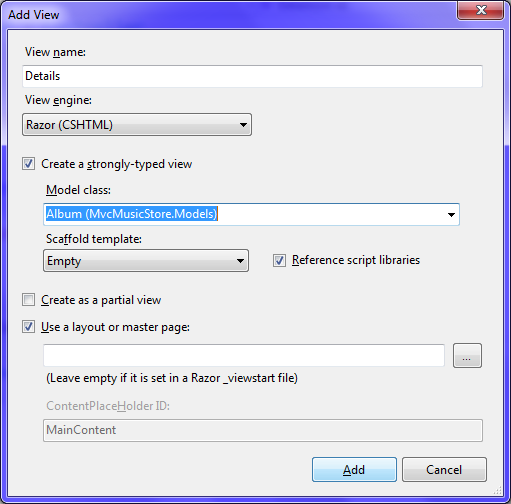 Add View
View name:
Details
View engine:
Razor (CSHTML)
Create a strongly-typed view
Model class:
Album (MvcMusicStore.Models)
Scaffold template:
Empty
Reference script libraries
Create as a partial view
Use a layout or master page:
...
(Leave empty if it is set in a Razor _viewstart file)
ContentPlaceHolder ID:
MainContent
Add
Cancel